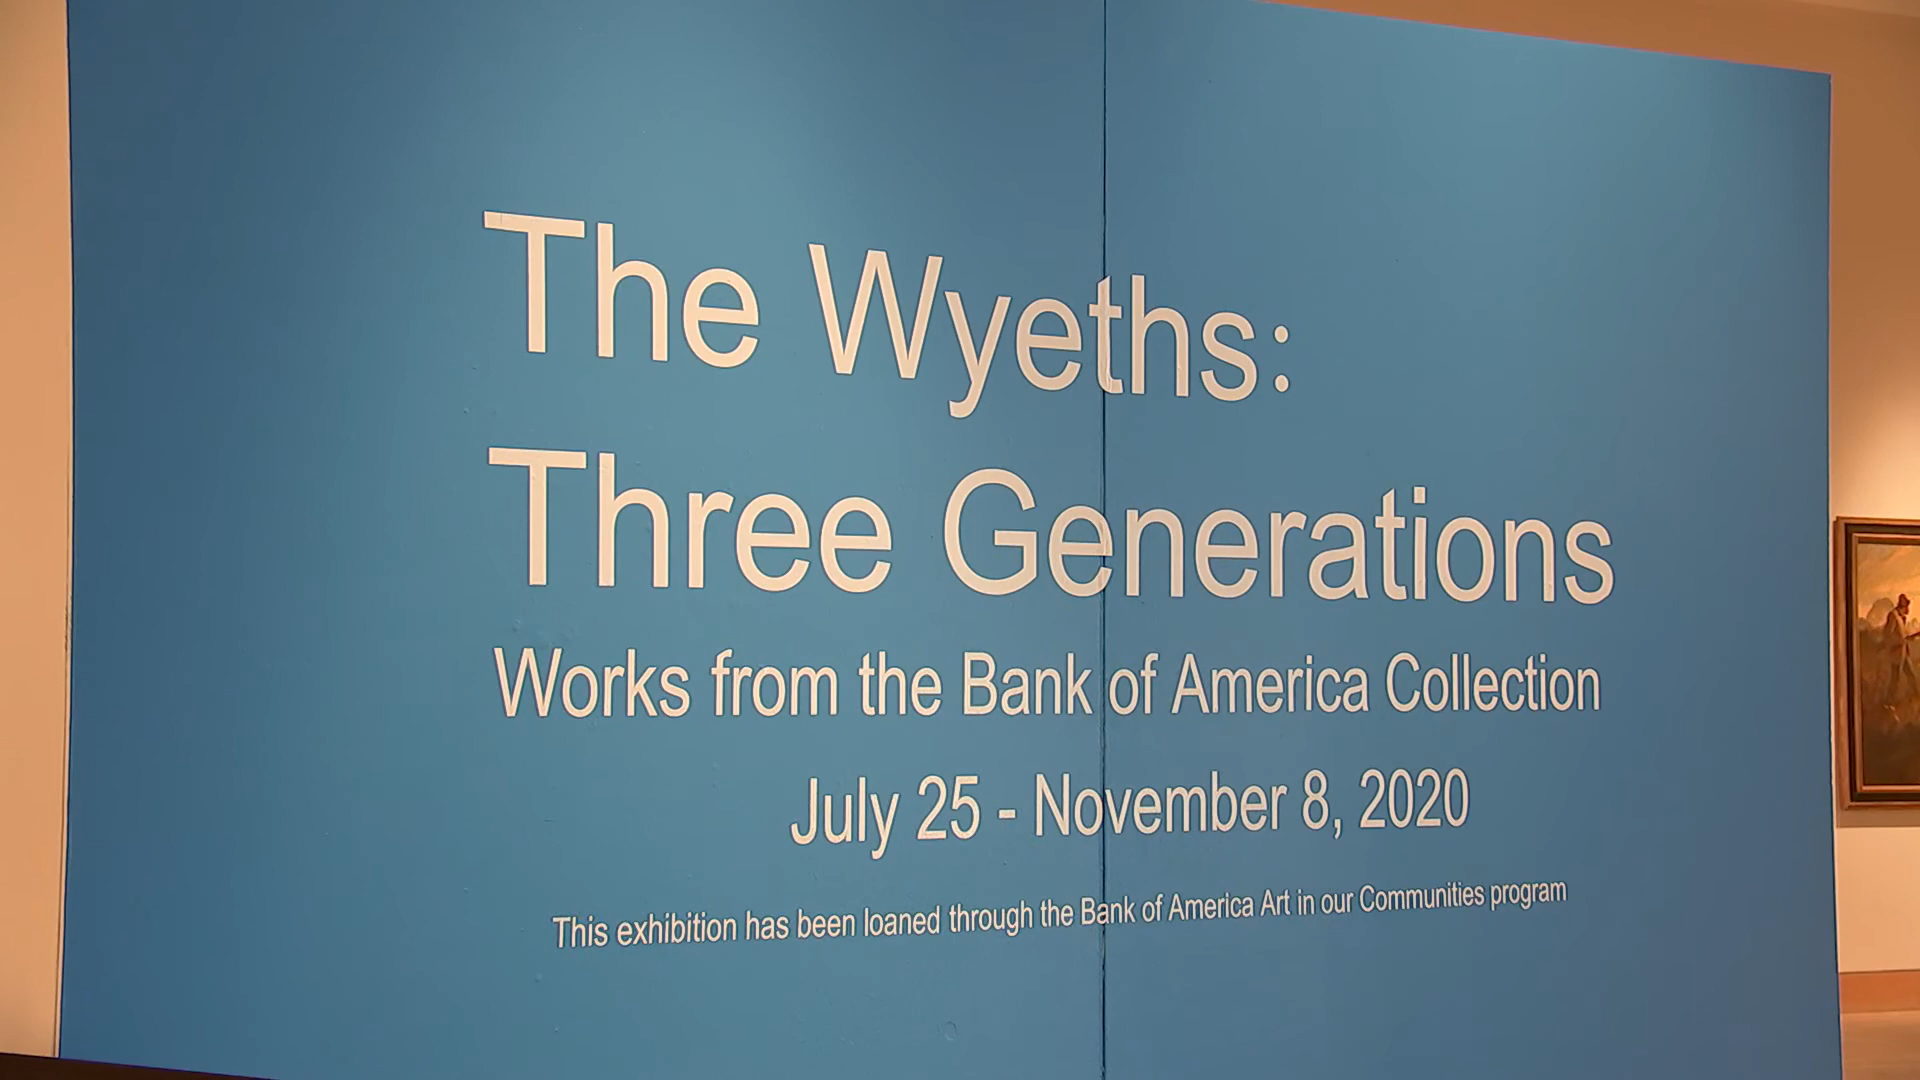 The Wyeths:
Three Generations
Works from the Bank of America Collection
July 25 - November 8, 2020
This exhibition has been loaned through the Bank of America Art in our Communities program